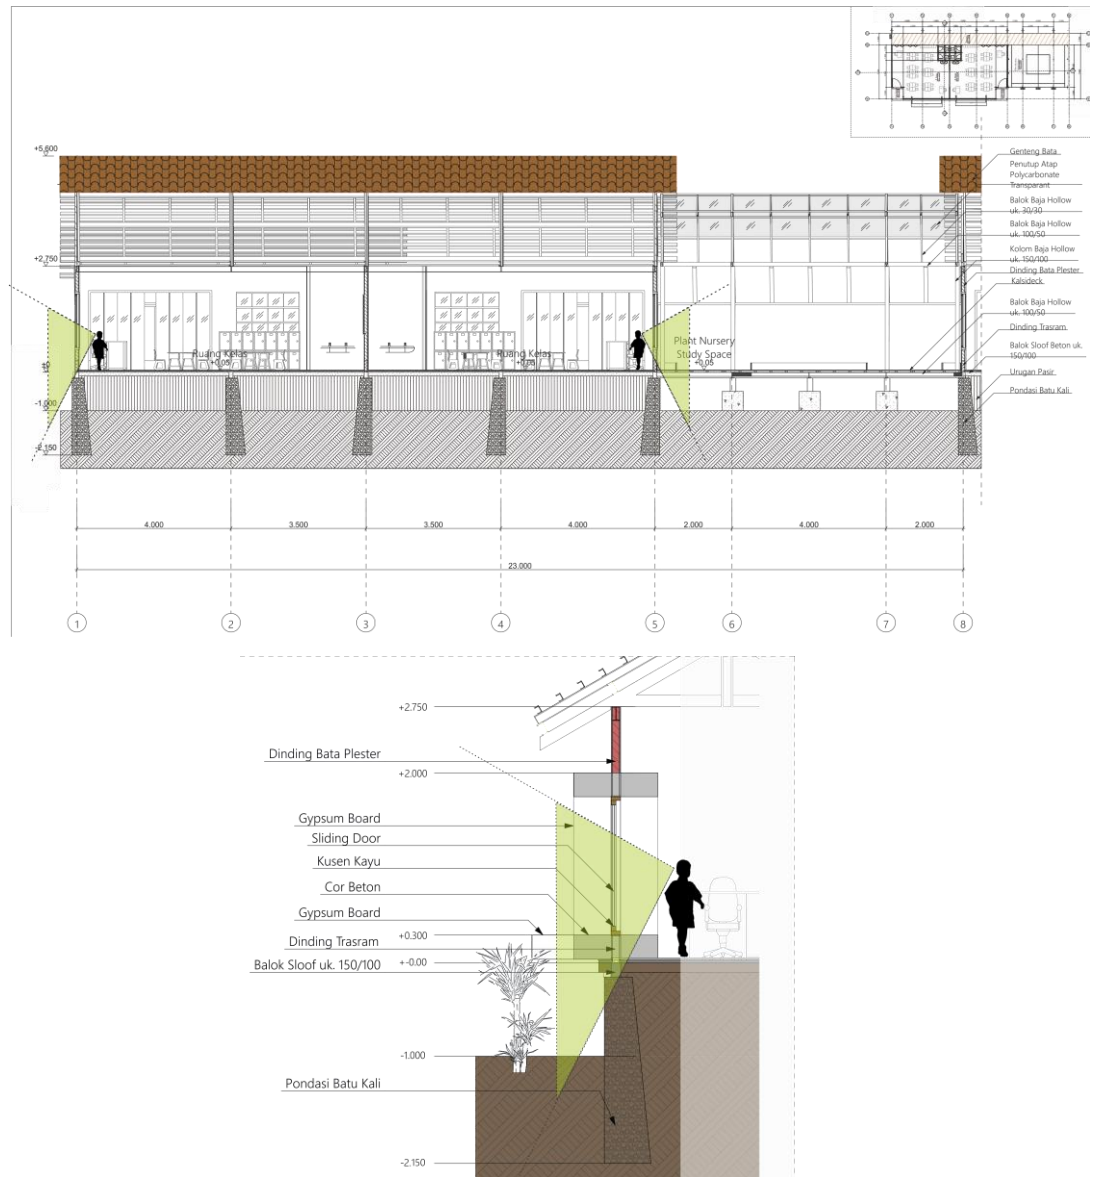 +5,600
Genteng Bata
Penutup Atap
Polycarbonate
Transparant
Balok Baja Hollow
uk. 30/30
Balok Baja Hollow
uk. 100/50
+2,750
Kolom Baja Hollow
uk. 150/100
Dinding Bata Plester
Kalsideck
Balok Baja Hollow
uk. 100/50
Dinding Trasram
Balok Sloof Beton uk.
150/100
Urugan Pasir
Pondasi Batu Kali
Ruang Kelas
+0.05
Ruang Kelas
+0.05
Plant Nursery
Study Space
+0.05
±0
-1,000
-2,150
4.000 3.500 3.500 4.000 2.000 4.000 2.000
23.000
1 2 3 4 5 6 7 8
+2.750
Dinding Bata Plester
+2.000
Gypsum Board
Sliding Door
Kusen Kayu
Cor Beton
Gypsum Board
+0.300
Dinding Trasram
Balok Sloof uk. 150/100
+-0.00
-1.000
Pondasi Batu Kali
-2.150